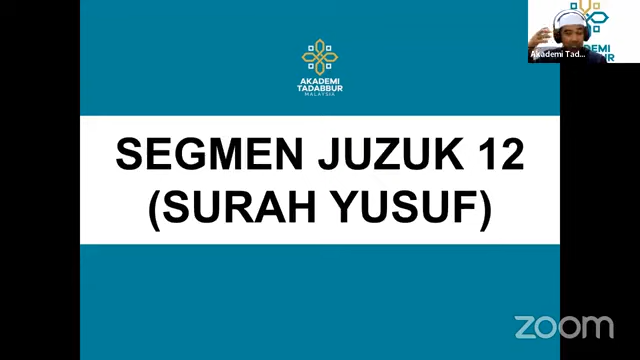 AKADEMI
TADABBUR
MALAYSIA
SEGMEN JUZUK 12
(SURAH YUSUF)
Akademi Tad...
zoom